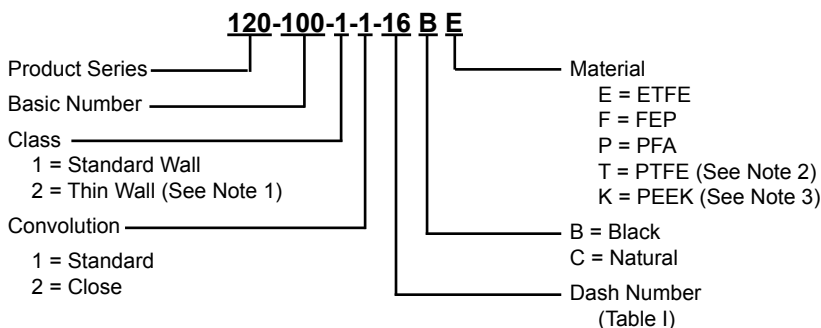 120-100-1-1-16 B E
Product Series
Basic Number
Class
1 = Standard Wall
2 = Thin Wall (See Note 1)
Convolution
1 = Standard
2 = Close
Material
E = ETFE
F = FEP
P = PFA
T = PTFE (See Note 2)
K = PEEK (See Note 3)
B = Black
C = Natural
Dash Number
(Table I)